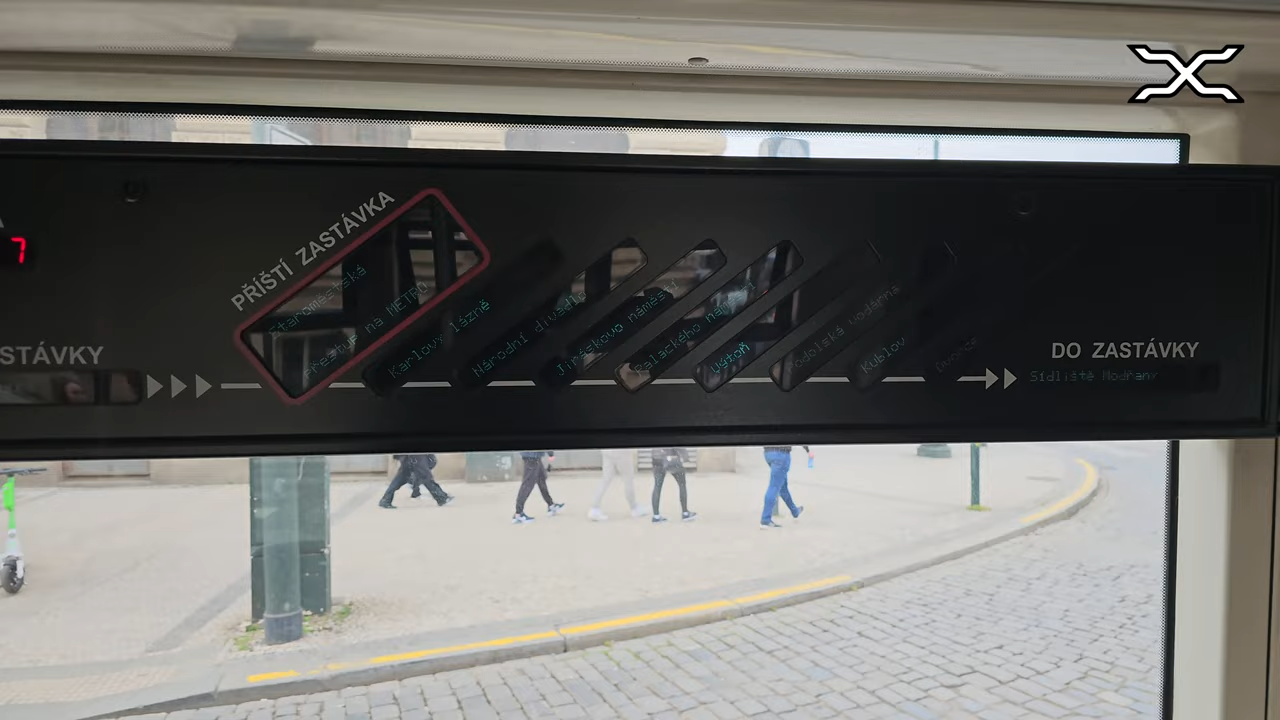 7
STÁVKY
PŘÍŠTÍ ZASTÁVKA
Staroměstská
přestup na METRO
Karlovy lázně
Národní divadlo
Jiráskovo náměstí
Palackého náměstí
Výtoň
Podolská vodárna
Kublov
Dvorce
DO ZASTÁVKY
Sídliště Modřany